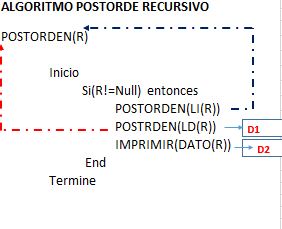 ALGORITMO POSTORDE RECURSIVO
POSTORDEN(R)
Inicio
Si(R!=Null) entonces
POSTORDEN(LI(R))
POSTRDEN(LD(R)) D1
IMPRIMIR(DATO(R)) D2
End
Termine